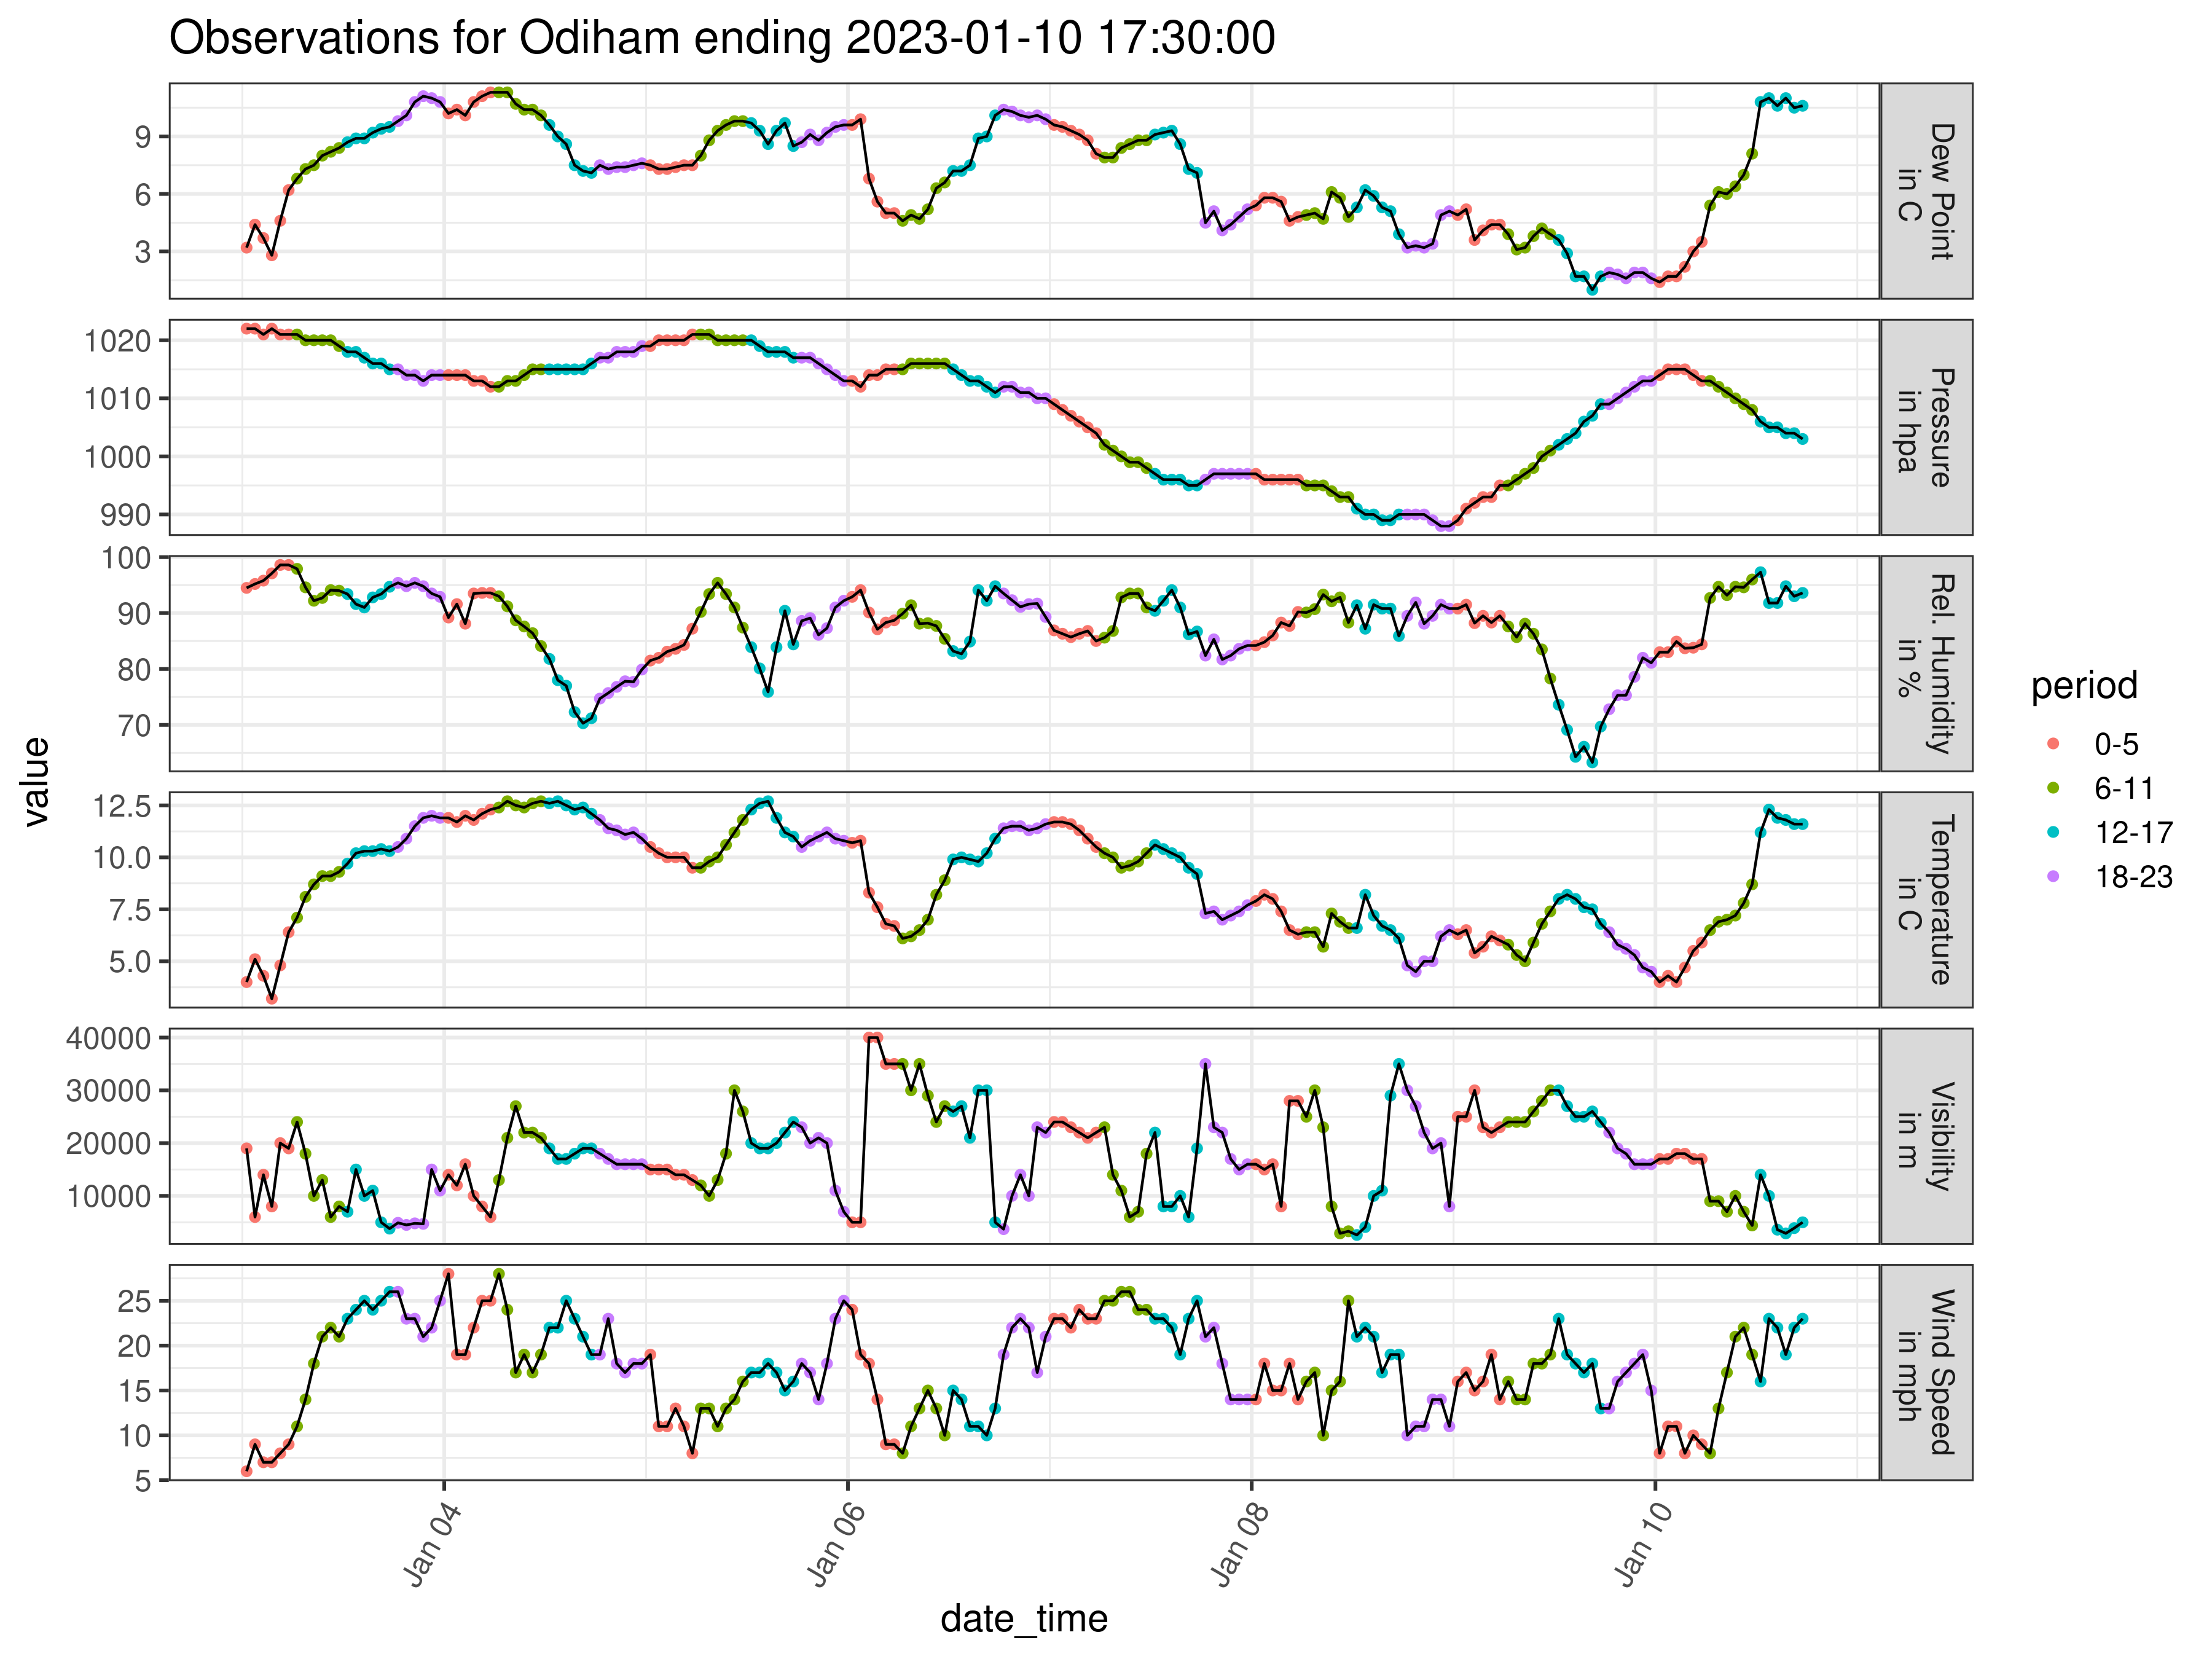 Observations for Odiham ending 2023-01-10 17:30:00
value
9
6
3
Dew Point
in C
1020
1010
1000
990
Pressure
in hpa
100
90
80
70
Rel. Humidity
in %
12.5
10.0
7.5
5.0
Temperature
in C
40000
30000
20000
10000
Visibility
in m
25
20
15
10
5
Wind Speed
in mph
Jan 04
Jan 06
Jan 08
Jan 10
date_time
period
0-5
6-11
12-17
18-23